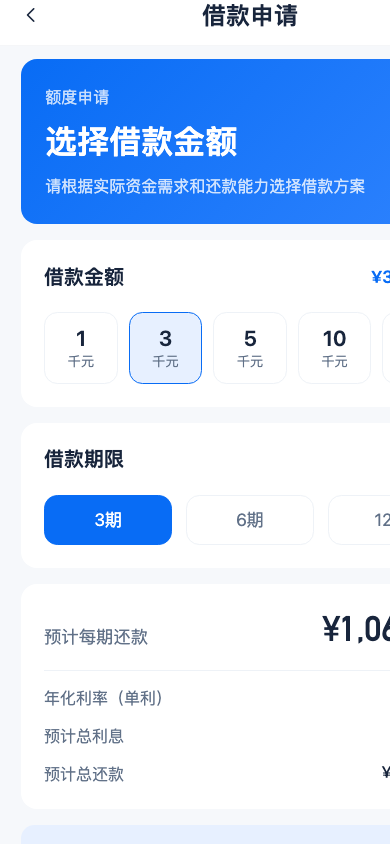 借款申请
额度申请
选择借款金额
请根据实际资金需求和还款能力选择借款方案
借款金额
¥3
1
千元
3
千元
5
千元
10
千元
借款期限
3期
6期
12
预计每期还款
¥1,06
年化利率（单利）
预计总利息
预计总还款
¥